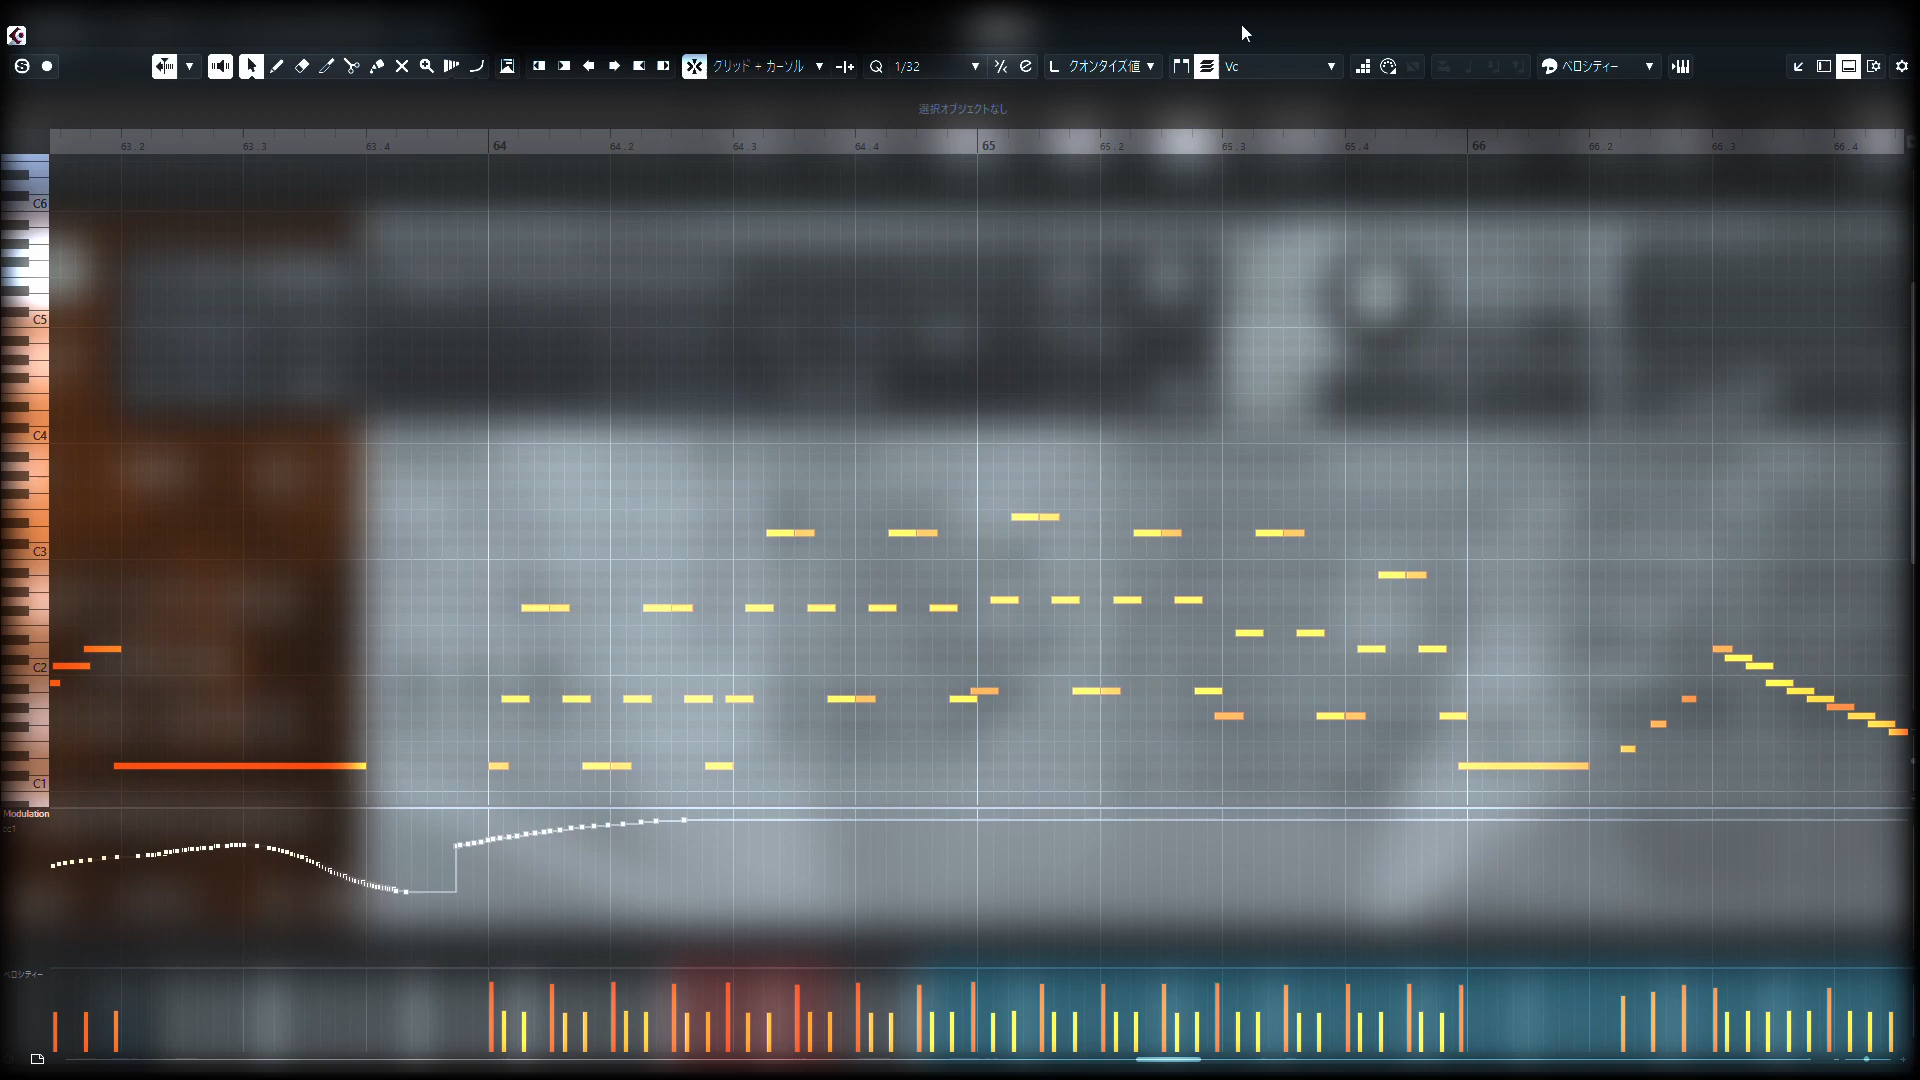 グリッド + カーソル 1/32 クオンタイズ値 Vc ベロシティー
選択オブジェクトなし
63.2 63.3 63.4 64 64.2 64.3 64.4 65 65.2 65.3 65.4 66 66.2 66.3 66.4
C6
C5
C4
C3
C2
C1
Modulation
cc1
ベロシティー